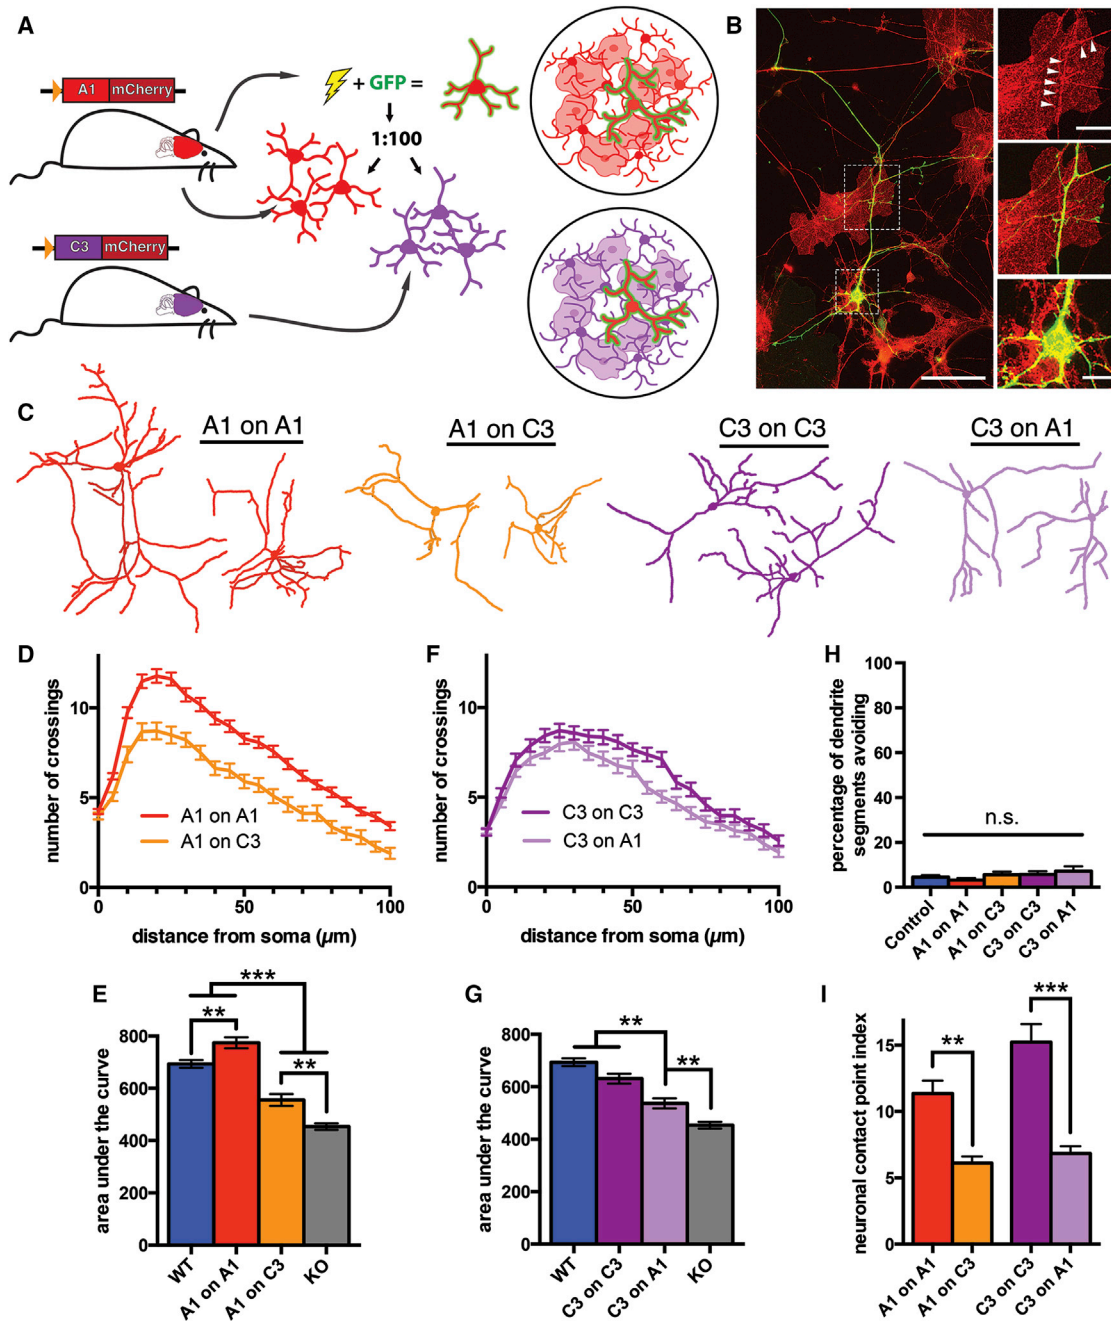 A
A1 mCherry
+ GFP =
1:100
C3 mCherry
B
C
A1 on A1
A1 on C3
C3 on C3
C3 on A1
D
number of crossings
10
5
0
A1 on A1
A1 on C3
0
50
100
distance from soma (µm)
F
number of crossings
10
5
0
C3 on C3
C3 on A1
0
50
100
distance from soma (µm)
H
percentage of dendrite
segments avoiding
100
80
60
40
20
0
n.s.
Control
A1 on A1
A1 on C3
C3 on C3
C3 on A1
E
area under the curve
800
600
400
200
0
***
**
**
WT
A1 on A1
A1 on C3
KO
G
area under the curve
800
600
400
200
0
**
**
WT
C3 on C3
C3 on A1
KO
I
neuronal contact point index
15
10
5
0
**
***
A1 on A1
A1 on C3
C3 on C3
C3 on A1